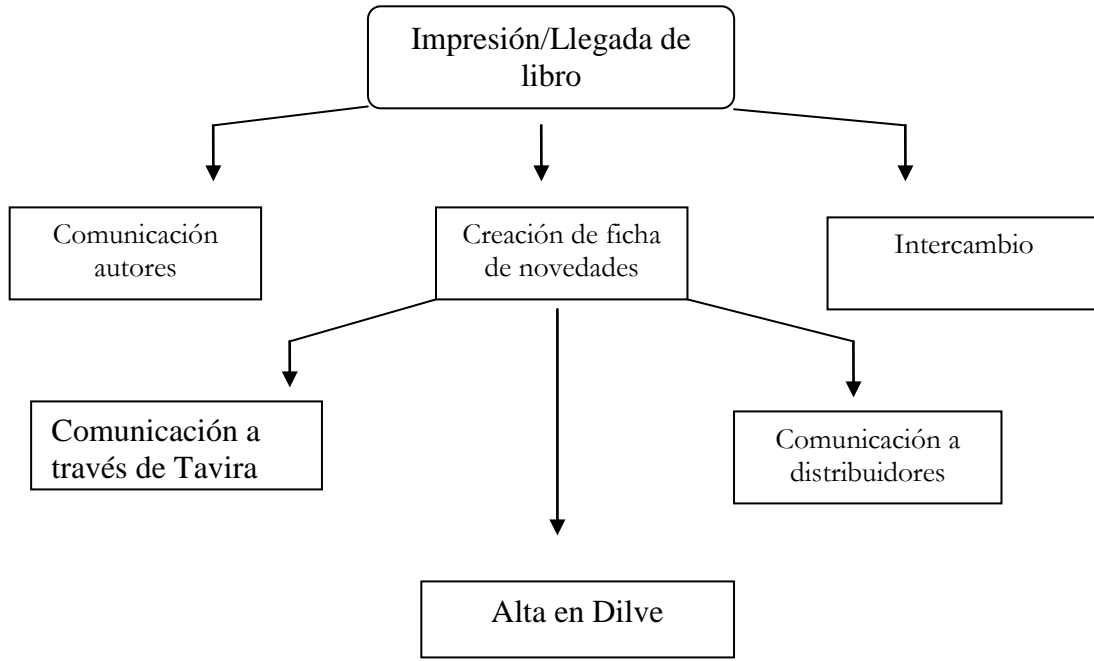 Impresión/Llegada de
libro
Comunicación
autores
Creación de ficha
de novedades
Intercambio
Comunicación a
través de Tavira
Comunicación a
distribuidores
Alta en Dilve